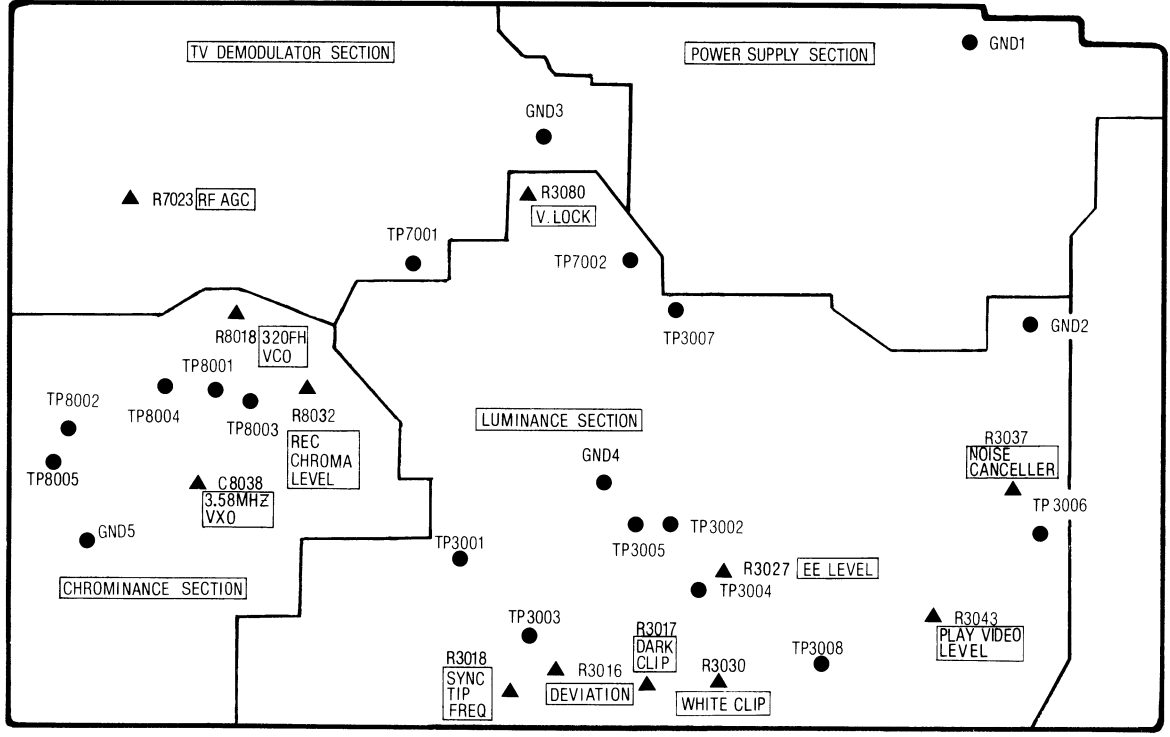 TV DEMODULATOR SECTION
POWER SUPPLY SECTION
GND1
GND3
R7023 RF AGC
R3080
V. LOCK
TP7001
TP7002
R8018 320FH
VCO
TP3007
GND2
TP8001
TP8002
TP8004
TP8003
R8032
REC
CHROMA
LEVEL
LUMINANCE SECTION
R3037
NOISE
CANCELLER
GND4
TP8005
C8038
3.58MHZ
VXO
TP3006
GND5
TP3001
TP3005
TP3002
R3027 EE LEVEL
CHROMINANCE SECTION
TP3004
TP3003
R3017
DARK
CLIP
R3043
PLAY VIDEO
LEVEL
TP3008
R3018
SYNC
TIP
FREQ
R3016
DEVIATION
R3030
WHITE CLIP